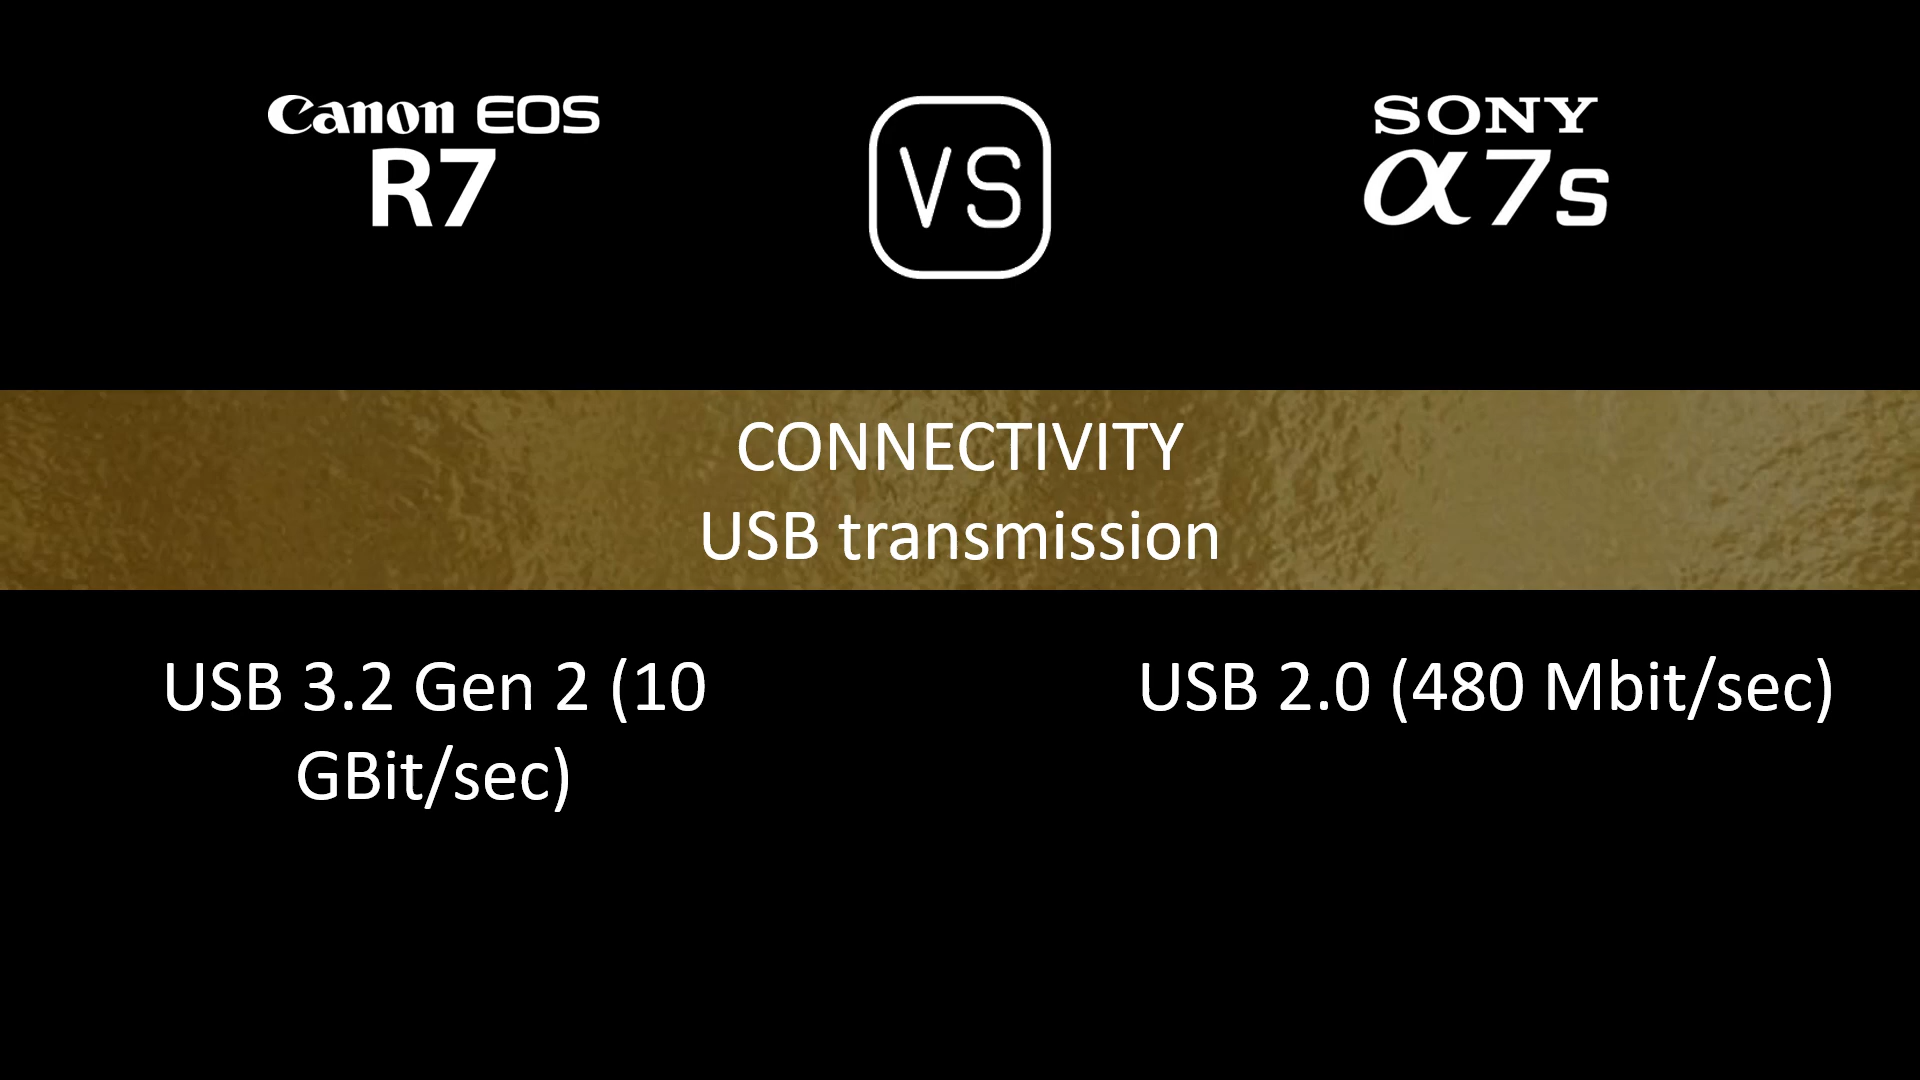 Canon EOS
R7
VS
SONY
α7s
CONNECTIVITY
USB transmission
USB 3.2 Gen 2 (10
GBit/sec)
USB 2.0 (480 Mbit/sec)